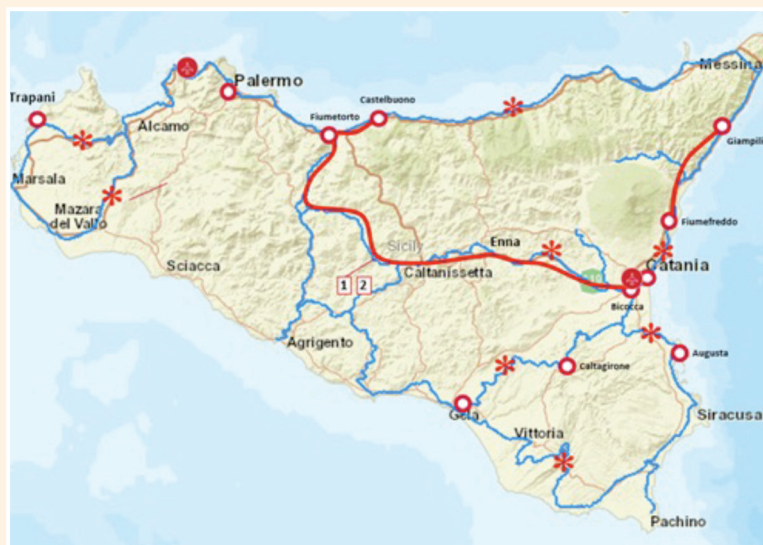 Messina
Palermo
Castelbuono
Trapani
Fiumetorto
Alcamo
Giampili
Marsala
Mazara
del Vallo
Fiumefreddo
Sicily
Enna
Sciacca
Caltanissetta
Catania
1 2
Bicocca
Agrigento
Augusta
Caltagirone
Gela
Siracusa
Vittoria
Pachino